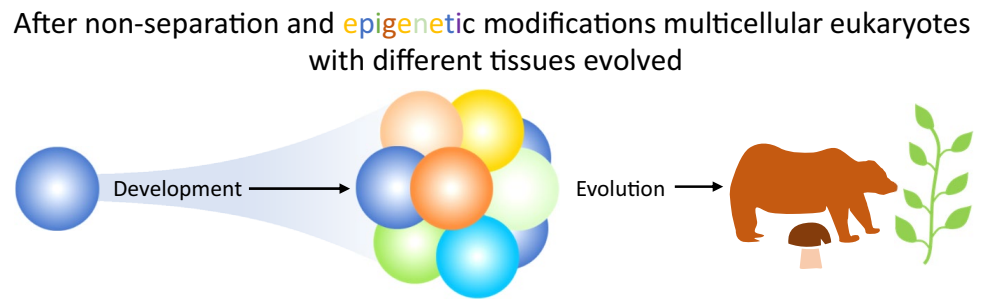 After non-separation and epigenetic modifications multicellular eukaryotes
with different tissues evolved
Development
Evolution